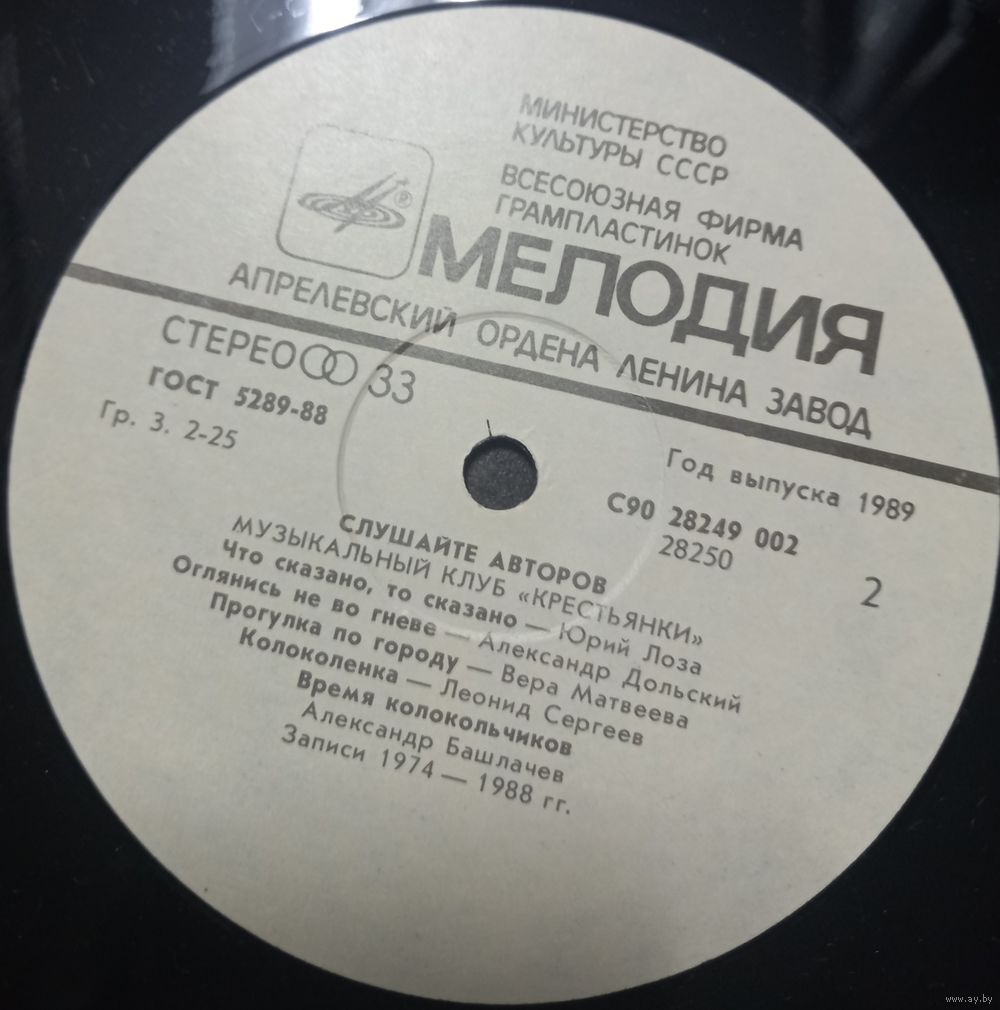 МИНИСТЕРСТВО
КУЛЬТУРЫ СССР
ВСЕСОЮЗНАЯ ФИРМА
ГРАМПЛАСТИНОК
МЕЛОДИЯ
®
АПРЕЛЕВСКИЙ ОРДЕНА ЛЕНИНА ЗАВОД
СТЕРЕО 33
ГОСТ 5289-88
Гр. 3. 2-25
Год выпуска 1989
С90 28249 002
28250
2
СЛУШАЙТЕ АВТОРОВ
МУЗЫКАЛЬНЫЙ КЛУБ «КРЕСТЬЯНКИ»
Что сказано, то сказано — Юрий Лоза
Оглянись не во гневе — Александр Дольский
Прогулка по городу — Вера Матвеева
Колоколенка — Леонид Сергеев
Время колокольчиков
Александр Башлачев
Записи 1974 — 1988 гг.
www.ay.by